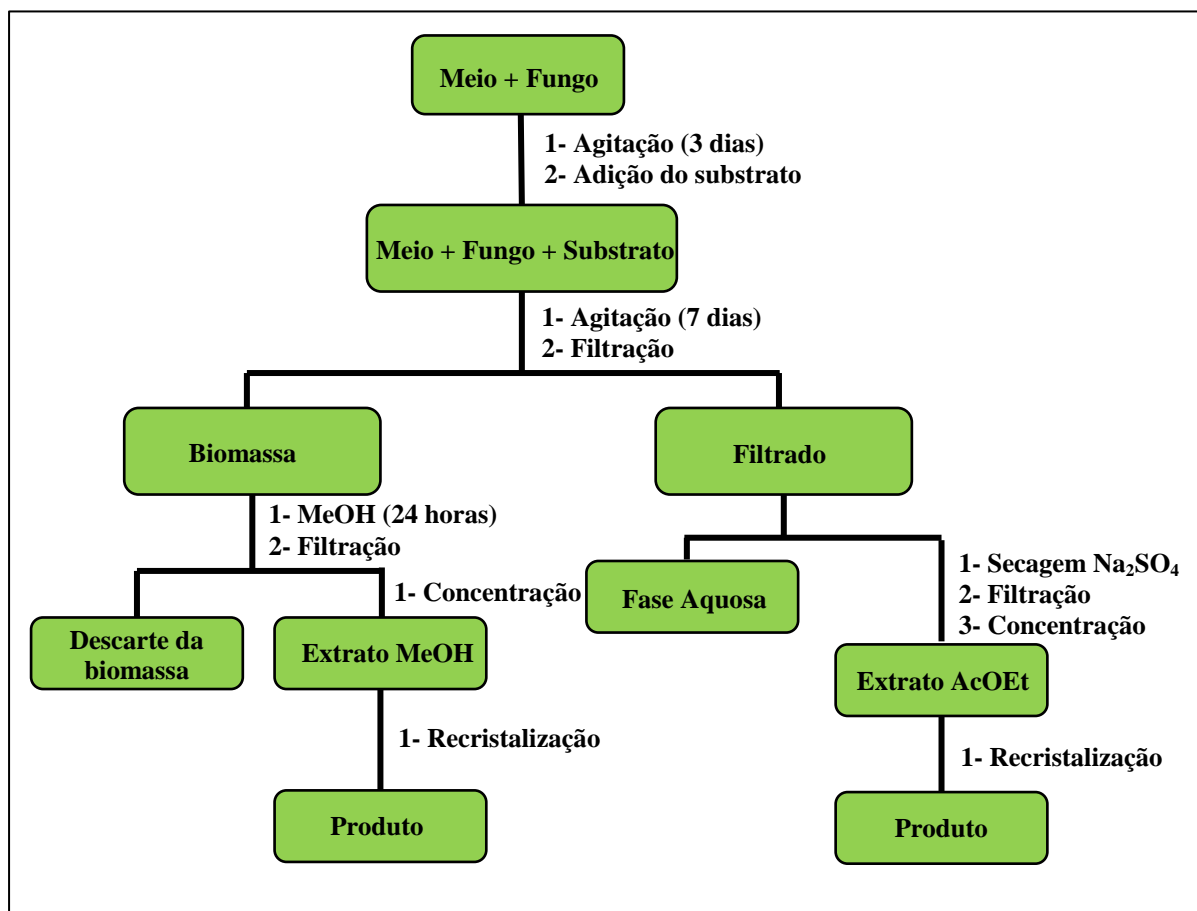 Meio + Fungo
1- Agitação (3 dias)
2- Adição do substrato
Meio + Fungo + Substrato
1- Agitação (7 dias)
2- Filtração
Biomassa
Filtrado
1- MeOH (24 horas)
2- Filtração
1- Concentração
Descarte da
biomassa
Extrato MeOH
Fase Aquosa
1- Secagem Na₂SO₄
2- Filtração
3- Concentração
Extrato AcOEt
1- Recristalização
1- Recristalização
Produto
Produto